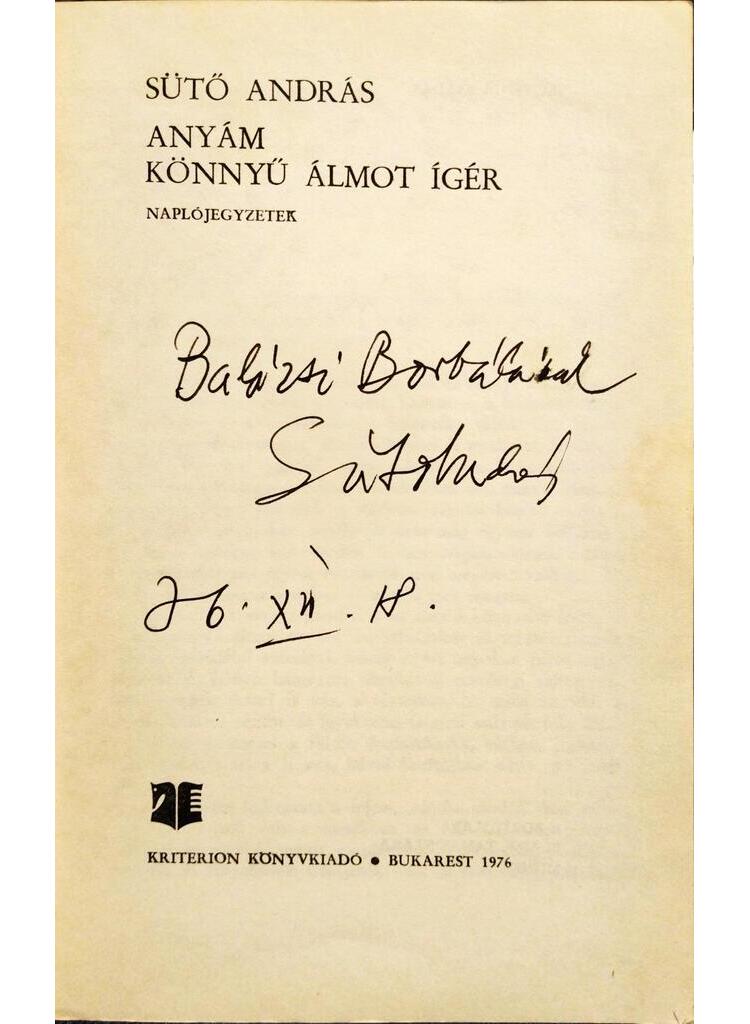 SÜTŐ ANDRÁS
ANYÁM
KÖNNYŰ ÁLMOT ÍGÉR
NAPLÓJEGYZETEK
Balázsi Borbálának
Sütő András
76. XII. 18.
KRITERION KÖNYVKIADÓ • BUKAREST 1976